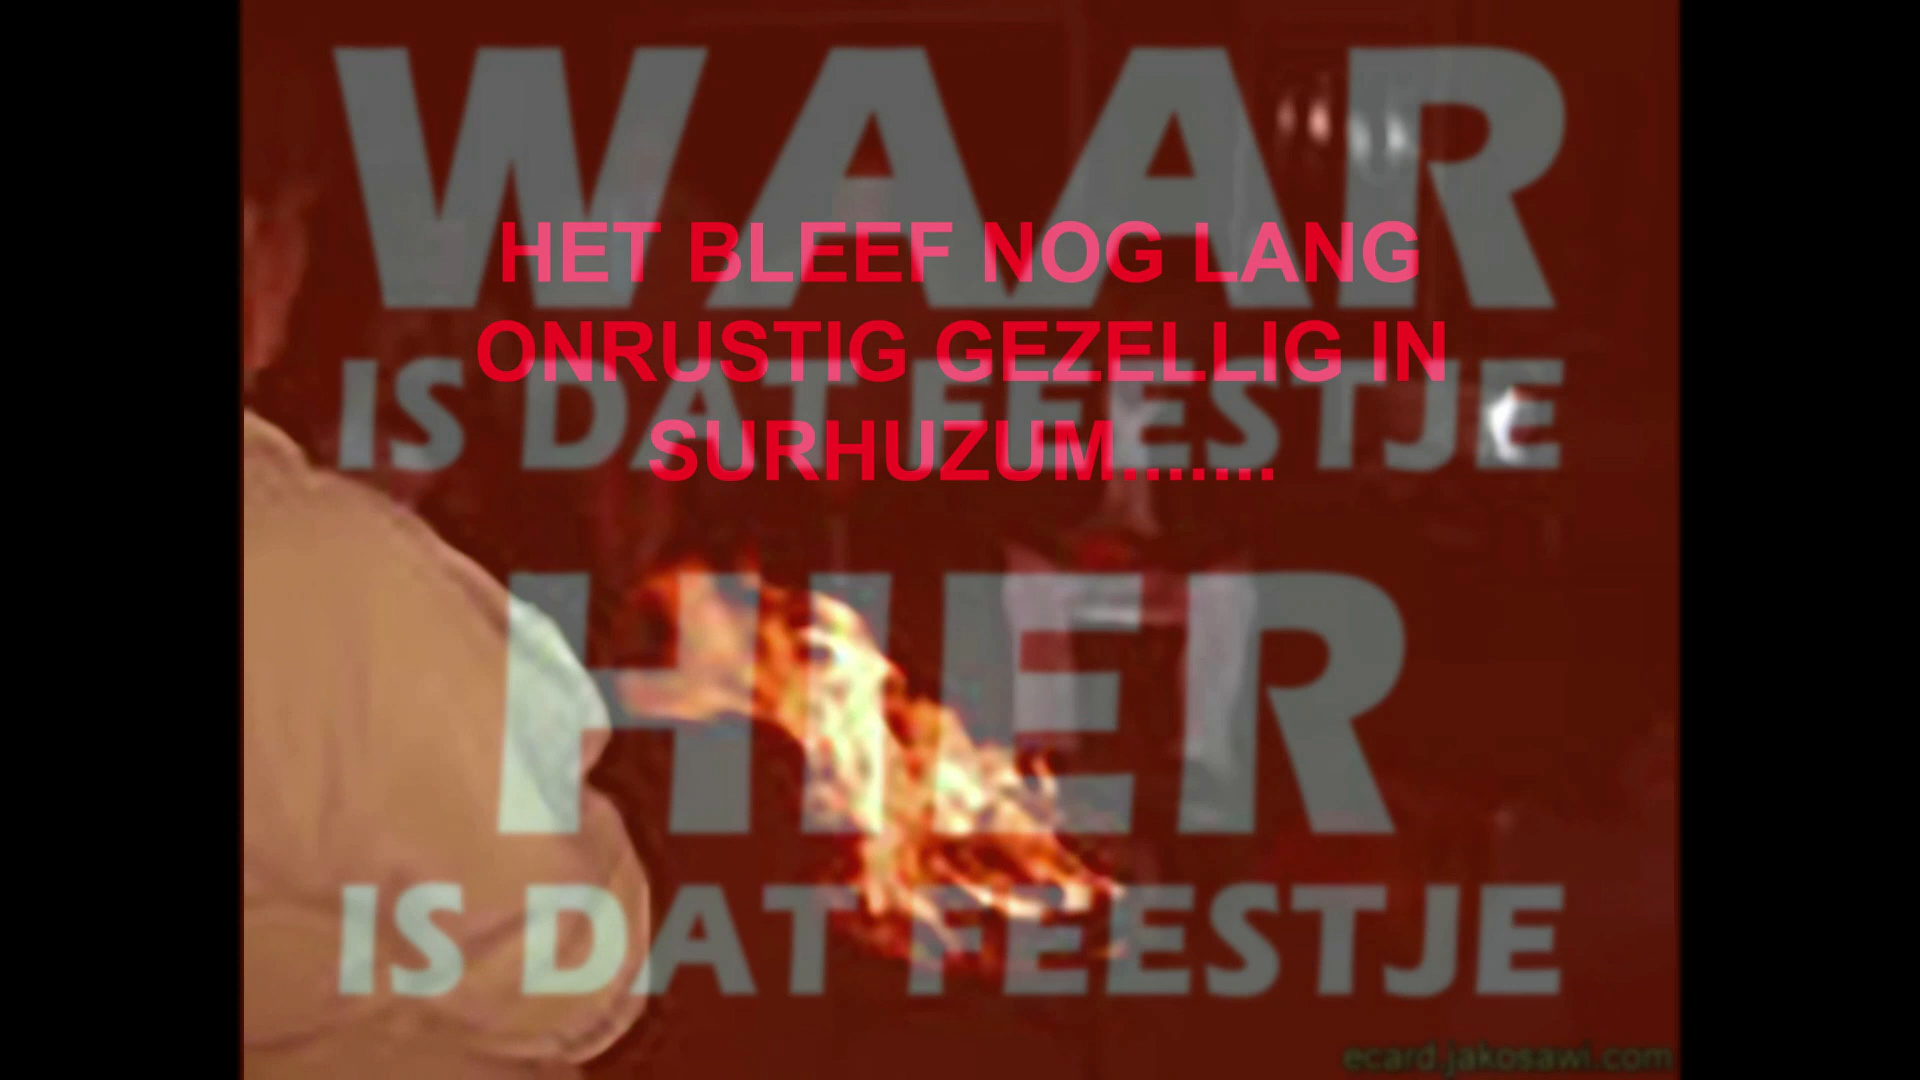 WAAR
HET BLEEF NOG LANG
ONRUSTIG GEZELLIG IN
IS DAT FEESTJE
SURHUZUM.......
HIER
IS DAT FEESTJE
ecard.jakosawi.com